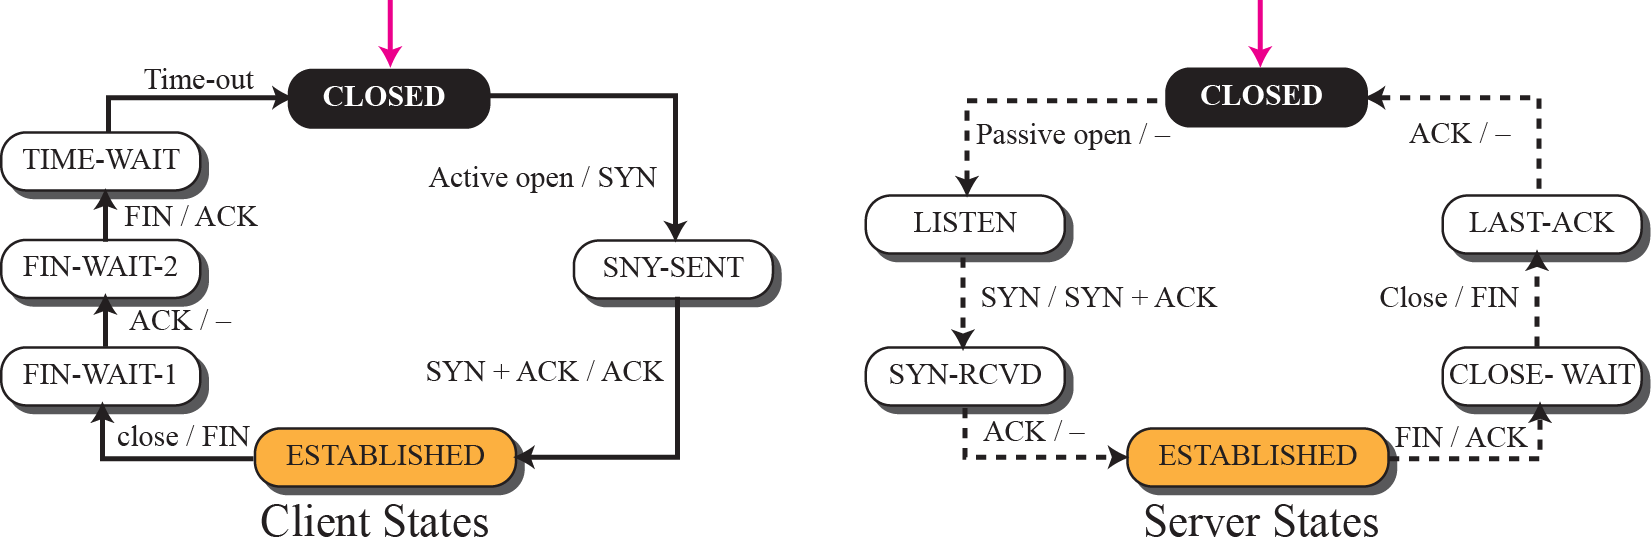 Time-out
CLOSED
TIME-WAIT
Active open / SYN
FIN / ACK
FIN-WAIT-2
SNY-SENT
ACK / –
FIN-WAIT-1
SYN + ACK / ACK
close / FIN
ESTABLISHED
Client States
CLOSED
Passive open / –
ACK / –
LISTEN
LAST-ACK
SYN / SYN + ACK
Close / FIN
SYN-RCVD
CLOSE- WAIT
ACK / –
ESTABLISHED
FIN / ACK
Server States